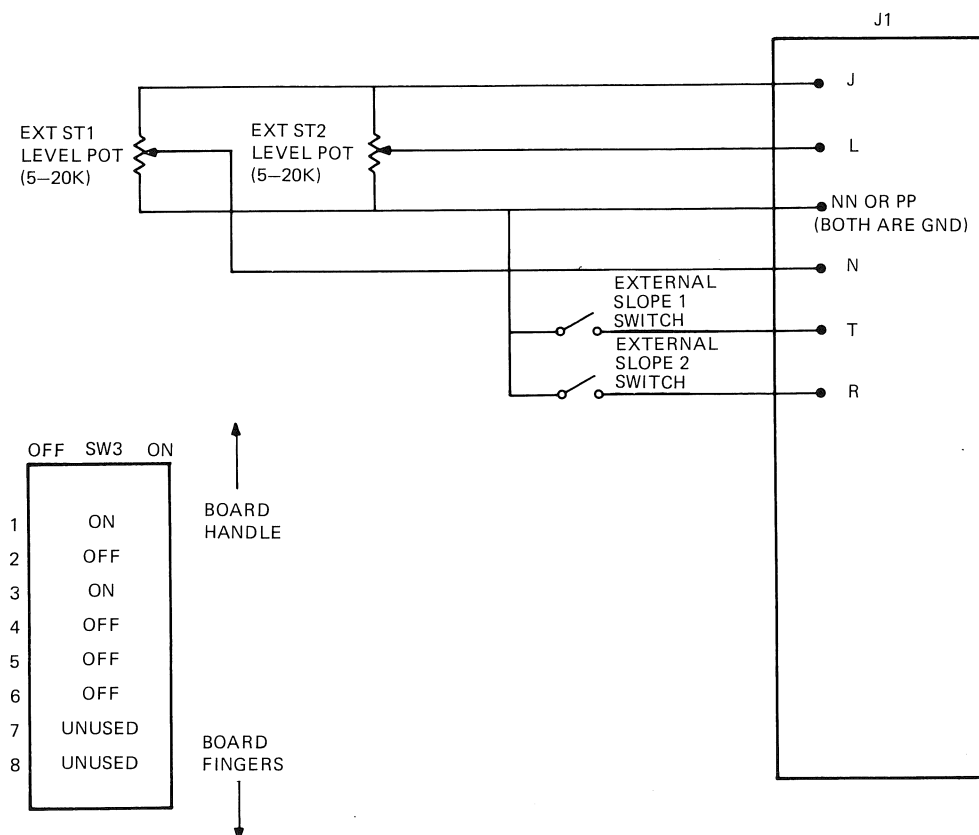 J1
J
EXT ST1
LEVEL POT
(5–20K)
EXT ST2
LEVEL POT
(5–20K)
L
NN OR PP
(BOTH ARE GND)
N
EXTERNAL
SLOPE 1
SWITCH
T
EXTERNAL
SLOPE 2
SWITCH
R
OFF SW3 ON
1 ON
2 OFF
3 ON
4 OFF
5 OFF
6 OFF
7 UNUSED
8 UNUSED
BOARD
HANDLE
BOARD
FINGERS